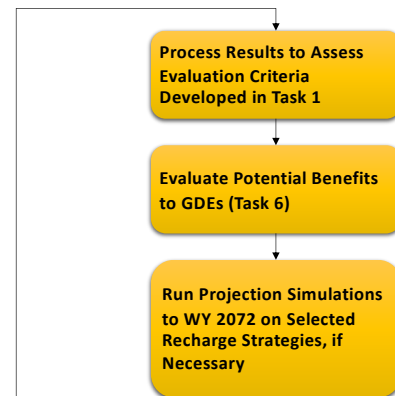 Process Results to Assess
Evaluation Criteria
Developed in Task 1
Evaluate Potential Benefits
to GDEs (Task 6)
Run Projection Simulations
to WY 2072 on Selected
Recharge Strategies, if
Necessary